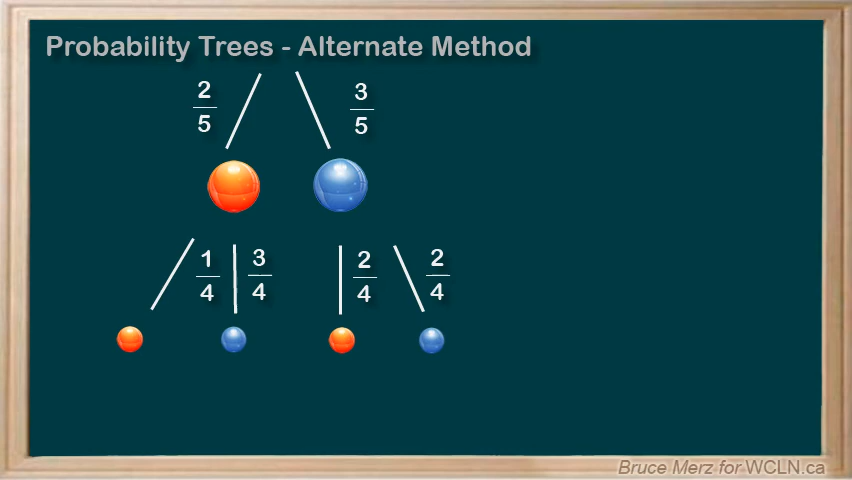 Probability Trees - Alternate Method
2/5 3/5
1/4 3/4 2/4 2/4
Bruce Merz for WCLN.ca